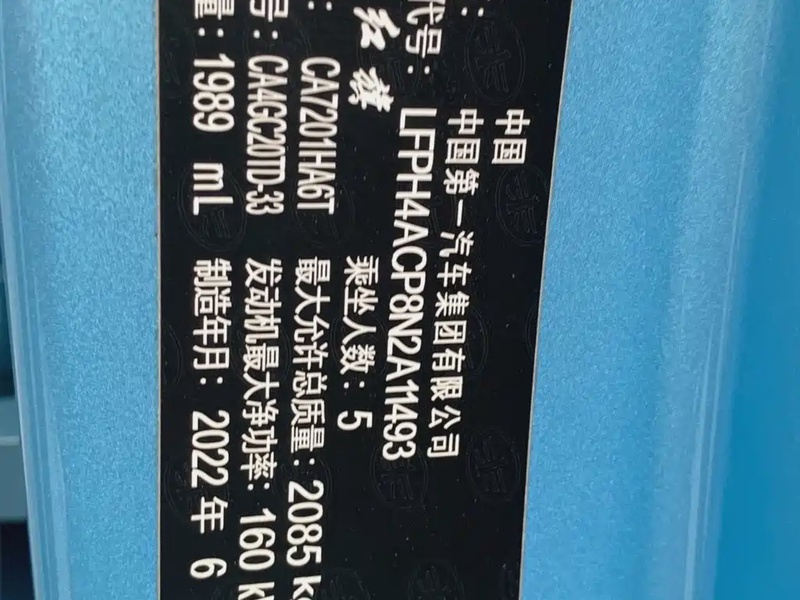 中国
中国第一汽车集团有限公司
代号： LFPH4ACP8N2A11493
红旗 乘坐人数：5
：CA7201HA6T 最大允许总质量：2085 k
号：CA4GC20TD-33 发动机最大净功率：160 k
量：1989 mL 制造年月：2022 年 6